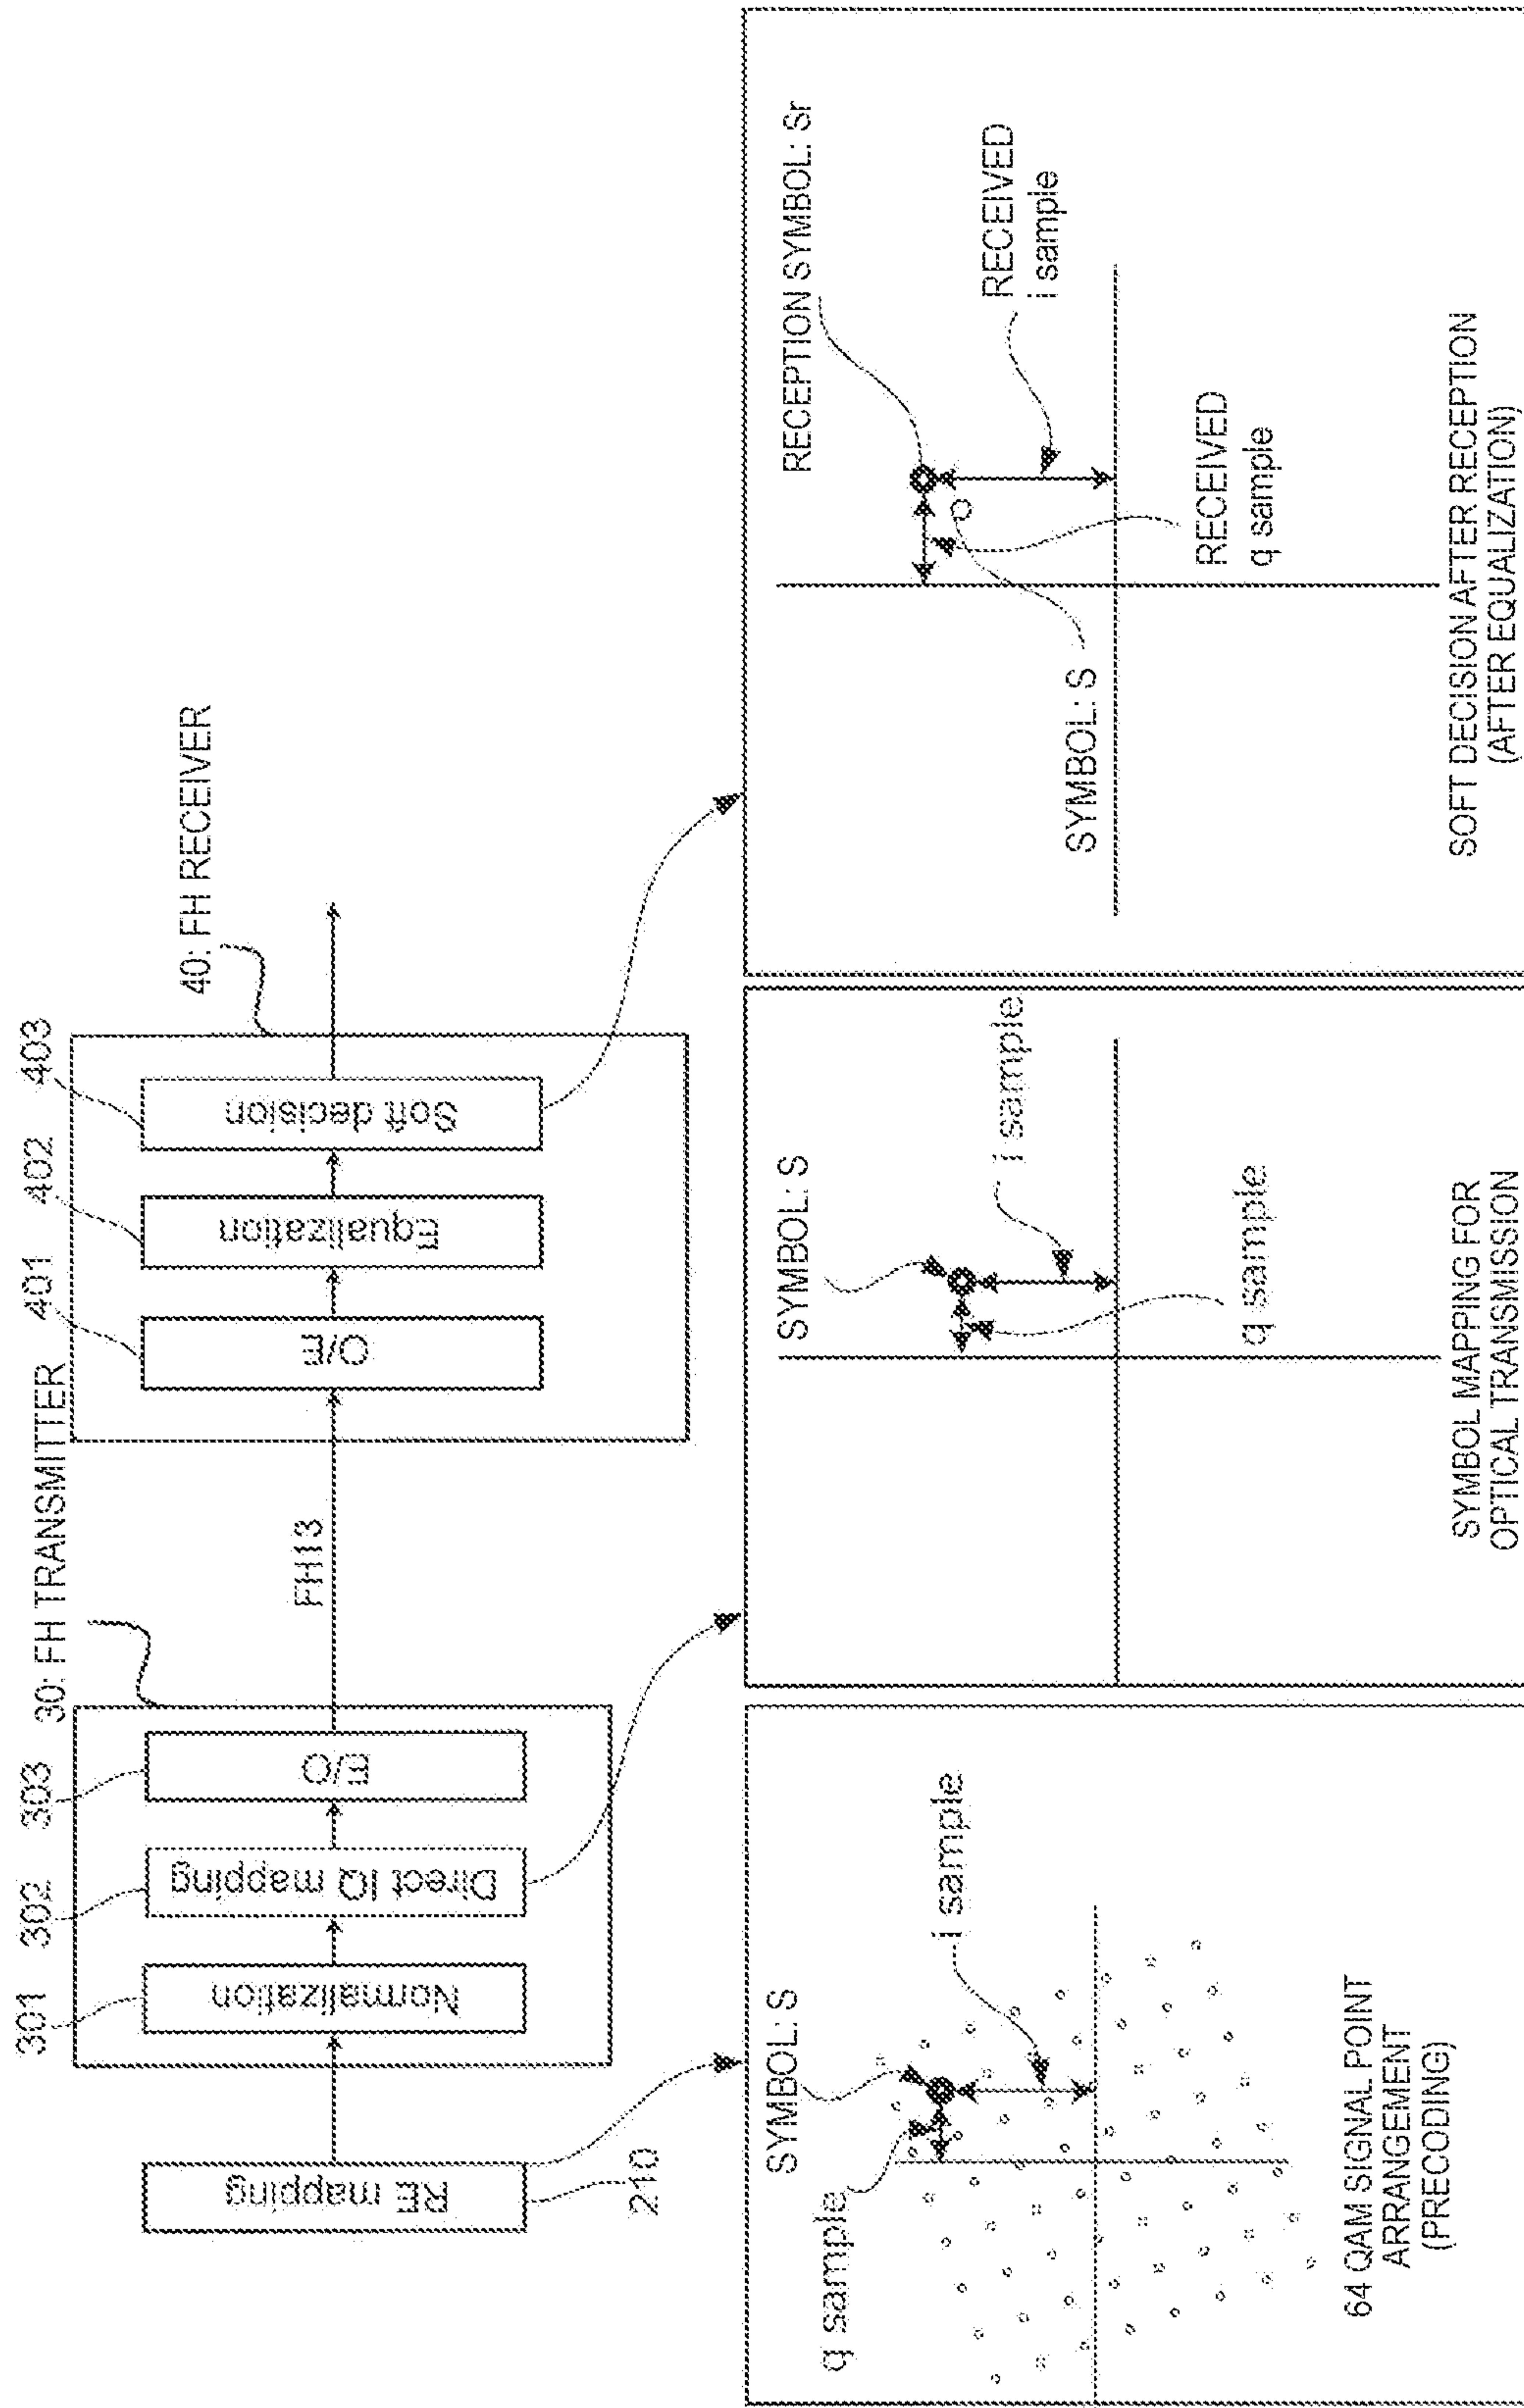 30: FH TRANSMITTER
40: FH RECEIVER
301
302
303
401
402
403
RE mapping
Normalization
Direct IQ mapping
E/O
FH13
O/E
Equalization
Soft decision
210
SYMBOL: S
q sample
i sample
64 QAM SIGNAL POINT
ARRANGEMENT
(PRECODING)
SYMBOL: S
i sample
q sample
SYMBOL MAPPING FOR
OPTICAL TRANSMISSION
RECEPTION SYMBOL: Sr
RECEIVED
i sample
SYMBOL: S
RECEIVED
q sample
SOFT DECISION AFTER RECEPTION
(AFTER EQUALIZATION)